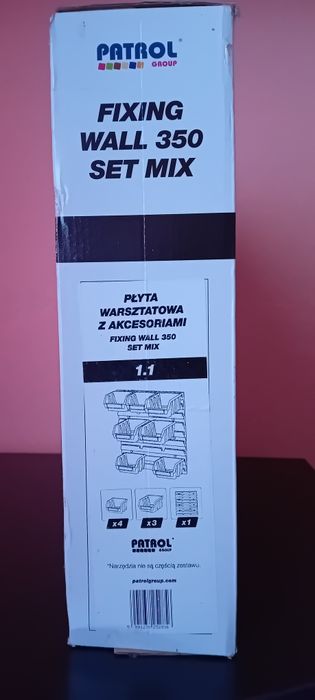 PATROL
GROUP
FIXING
WALL 350
SET MIX
PŁYTA
WARSZTATOWA
Z AKCESORIAMI
FIXING WALL 350
SET MIX
1.1
x4 x3 x1
PATROL
GROUP
*Narzędzia nie są częścią zestawu.
patrolgroup.com